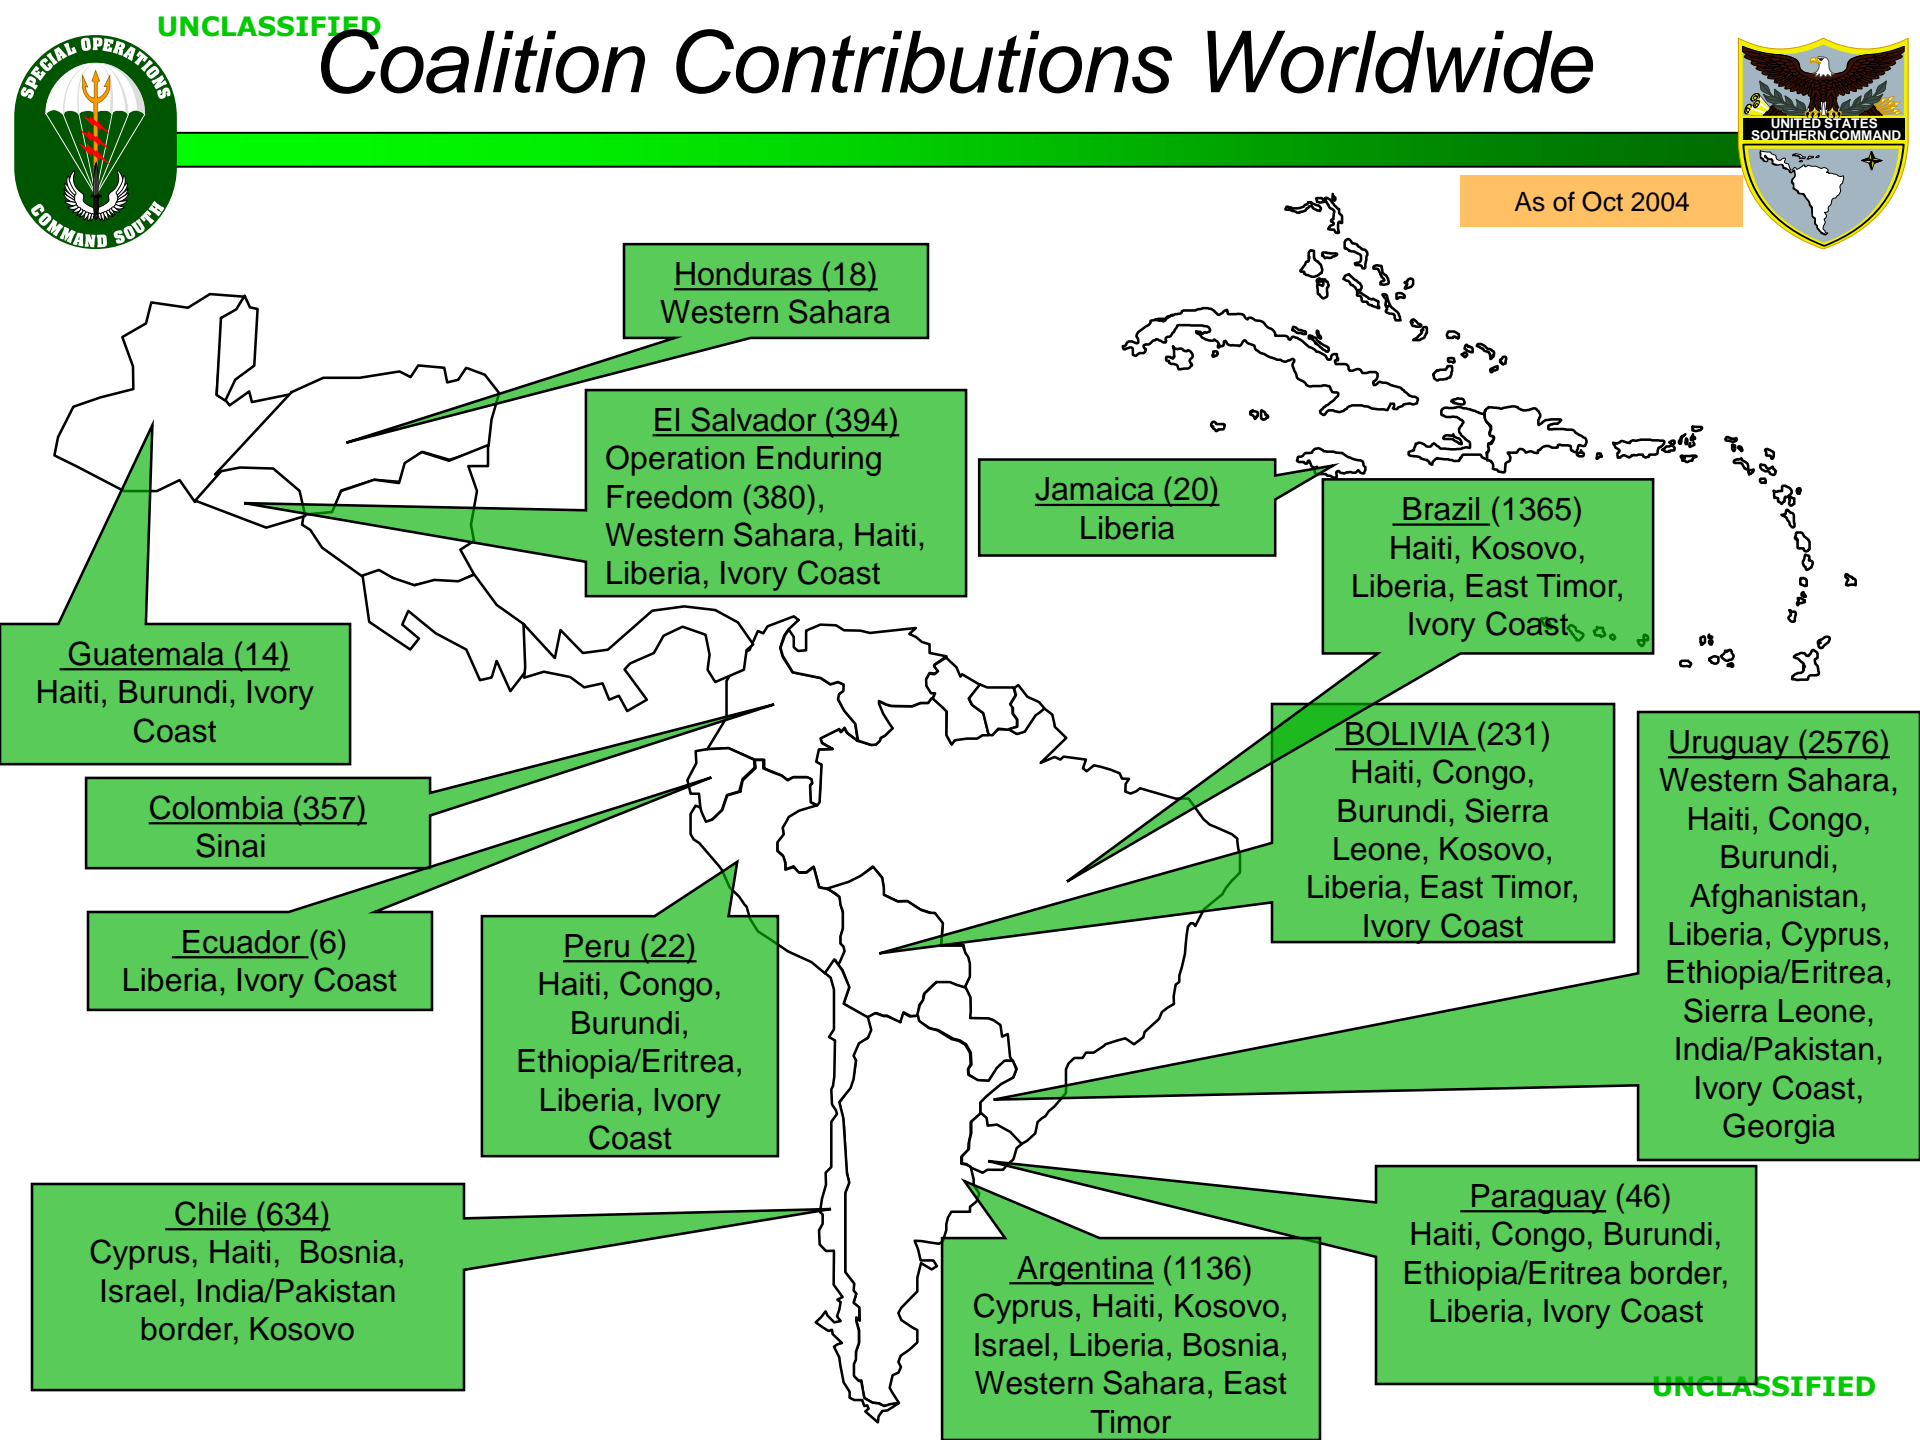 UNCLASSIFIED
Coalition Contributions Worldwide
SPECIAL OPERATIONS
COMMAND SOUTH
UNITED STATES
SOUTHERN COMMAND
As of Oct 2004
Honduras (18)
Western Sahara
El Salvador (394)
Operation Enduring
Freedom (380),
Western Sahara, Haiti,
Liberia, Ivory Coast
Jamaica (20)
Liberia
Brazil (1365)
Haiti, Kosovo,
Liberia, East Timor,
Ivory Coast
Guatemala (14)
Haiti, Burundi, Ivory
Coast
Colombia (357)
Sinai
Ecuador (6)
Liberia, Ivory Coast
Peru (22)
Haiti, Congo,
Burundi,
Ethiopia/Eritrea,
Liberia, Ivory
Coast
BOLIVIA (231)
Haiti, Congo,
Burundi, Sierra
Leone, Kosovo,
Liberia, East Timor,
Ivory Coast
Uruguay (2576)
Western Sahara,
Haiti, Congo,
Burundi,
Afghanistan,
Liberia, Cyprus,
Ethiopia/Eritrea,
Sierra Leone,
India/Pakistan,
Ivory Coast,
Georgia
Chile (634)
Cyprus, Haiti, Bosnia,
Israel, India/Pakistan
border, Kosovo
Argentina (1136)
Cyprus, Haiti, Kosovo,
Israel, Liberia, Bosnia,
Western Sahara, East
Timor
Paraguay (46)
Haiti, Congo, Burundi,
Ethiopia/Eritrea border,
Liberia, Ivory Coast
UNCLASSIFIED